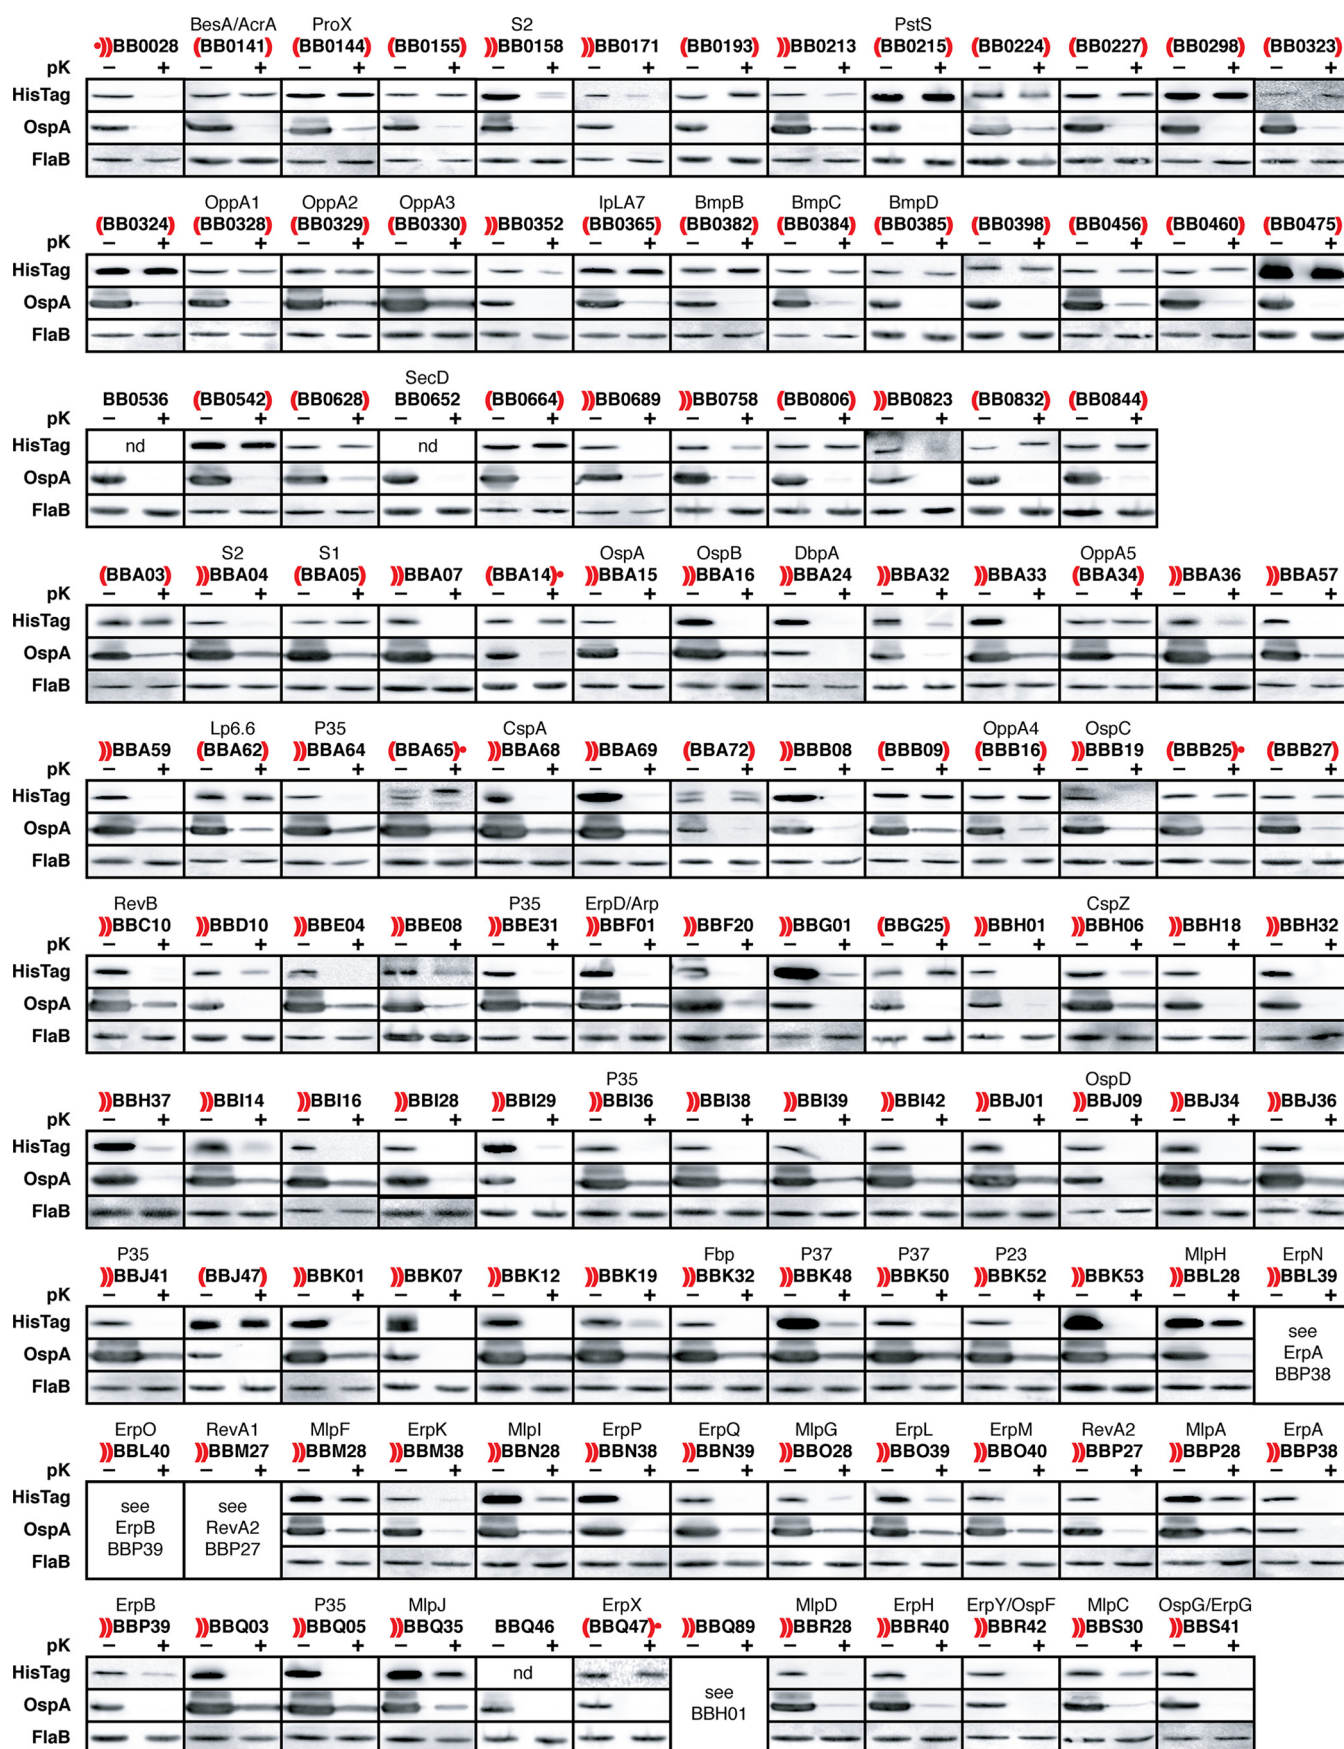 BesA/AcrA ProX S2 PstS
•))BB0028 (BB0141) (BB0144) (BB0155) ))BB0158 ))BB0171 (BB0193) ))BB0213 (BB0215) (BB0224) (BB0227) (BB0298) (BB0323)
pK − + − + − + − + − + − + − + − + − + − + − + − + − +
HisTag
OspA
FlaB
OppA1 OppA2 OppA3 IpLA7 BmpB BmpC BmpD
(BB0324) (BB0328) (BB0329) (BB0330) ))BB0352 (BB0365) (BB0382) (BB0384) (BB0385) (BB0398) (BB0456) (BB0460) (BB0475)
pK − + − + − + − + − + − + − + − + − + − + − + − + − +
HisTag
OspA
FlaB
SecD
BB0536 (BB0542) (BB0628) BB0652 (BB0664) ))BB0689 ))BB0758 (BB0806) ))BB0823 (BB0832) (BB0844)
pK − + − + − + − + − + − + − + − + − + − + − +
HisTag nd nd
OspA
FlaB
S2 S1 OspA OspB DbpA OppA5
(BBA03) ))BBA04 (BBA05) ))BBA07 (BBA14)• ))BBA15 ))BBA16 ))BBA24 ))BBA32 ))BBA33 (BBA34) ))BBA36 ))BBA57
pK − + − + − + − + − + − + − + − + − + − + − + − + − +
HisTag
OspA
FlaB
Lp6.6 P35 CspA OppA4 OspC
))BBA59 (BBA62) ))BBA64 (BBA65)• ))BBA68 ))BBA69 (BBA72) ))BBB08 (BBB09) (BBB16) ))BBB19 (BBB25)• (BBB27)
pK − + − + − + − + − + − + − + − + − + − + − + − + − +
HisTag
OspA
FlaB
RevB P35 ErpD/Arp CspZ
))BBC10 ))BBD10 ))BBE04 ))BBE08 ))BBE31 ))BBF01 ))BBF20 ))BBG01 (BBG25) ))BBH01 ))BBH06 ))BBH18 ))BBH32
pK − + − + − + − + − + − + − + − + − + − + − + − + − +
HisTag
OspA
FlaB
P35 OspD
))BBH37 ))BBI14 ))BBI16 ))BBI28 ))BBI29 ))BBI36 ))BBI38 ))BBI39 ))BBI42 ))BBJ01 ))BBJ09 ))BBJ34 ))BBJ36
pK − + − + − + − + − + − + − + − + − + − + − + − + − +
HisTag
OspA
FlaB
P35 Fbp P37 P37 P23 MlpH ErpN
))BBJ41 (BBJ47) ))BBK01 ))BBK07 ))BBK12 ))BBK19 ))BBK32 ))BBK48 ))BBK50 ))BBK52 ))BBK53 ))BBL28 ))BBL39
pK − + − + − + − + − + − + − + − + − + − + − + − + − +
HisTag see
OspA ErpA
FlaB BBP38
ErpO RevA1 MlpF ErpK MlpI ErpP ErpQ MlpG ErpL ErpM RevA2 MlpA ErpA
))BBL40 ))BBM27 ))BBM28 ))BBM38 ))BBN28 ))BBN38 ))BBN39 ))BBO28 ))BBO39 ))BBO40 ))BBP27 ))BBP28 ))BBP38
pK − + − + − + − + − + − + − + − + − + − + − + − + − +
HisTag see see
OspA ErpB RevA2
FlaB BBP39 BBP27
ErpB P35 MlpJ ErpX MlpD ErpH ErpY/OspF MlpC OspG/ErpG
))BBP39 ))BBQ03 ))BBQ05 ))BBQ35 BBQ46 (BBQ47)• ))BBQ89 ))BBR28 ))BBR40 ))BBR42 ))BBS30 ))BBS41
pK − + − + − + − + − + − + − + − + − + − + − + − +
HisTag nd
OspA see
FlaB BBH01